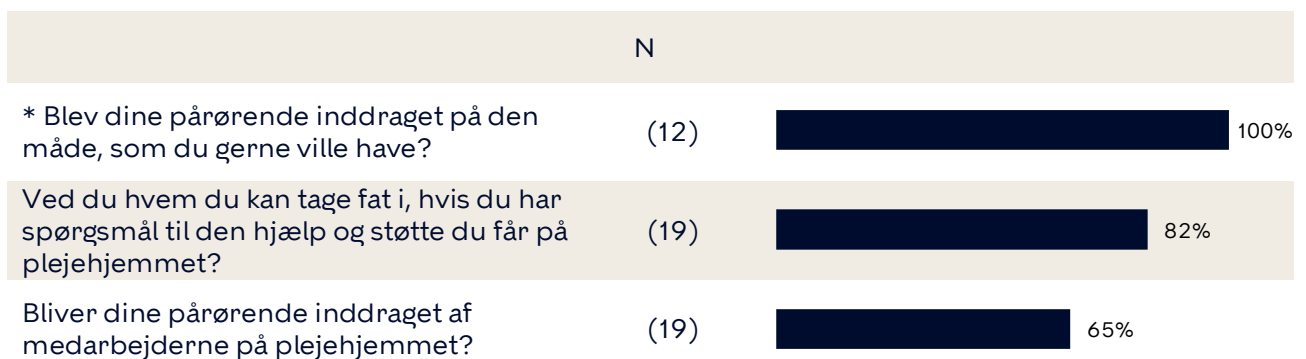 N
* Blev dine pårørende inddraget på den
måde, som du gerne ville have?
(12)
100%
Ved du hvem du kan tage fat i, hvis du har
spørgsmål til den hjælp og støtte du får på
plejehjemmet?
(19)
82%
Bliver dine pårørende inddraget af
medarbejderne på plejehjemmet?
(19)
65%